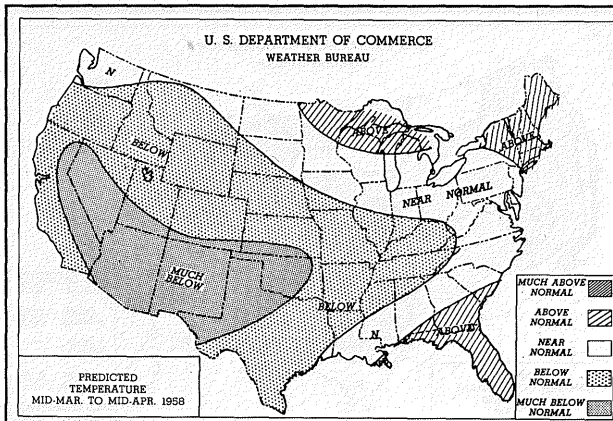 U. S. DEPARTMENT OF COMMERCE
WEATHER BUREAU
N
ABOVE
ABOVE
BELOW
NEAR NORMAL
MUCH
BELOW
BELOW
N
ABOVE
MUCH ABOVE
NORMAL
ABOVE
NORMAL
NEAR
NORMAL
BELOW
NORMAL
MUCH BELOW
NORMAL
PREDICTED
TEMPERATURE
MID-MAR. TO MID-APR. 1958